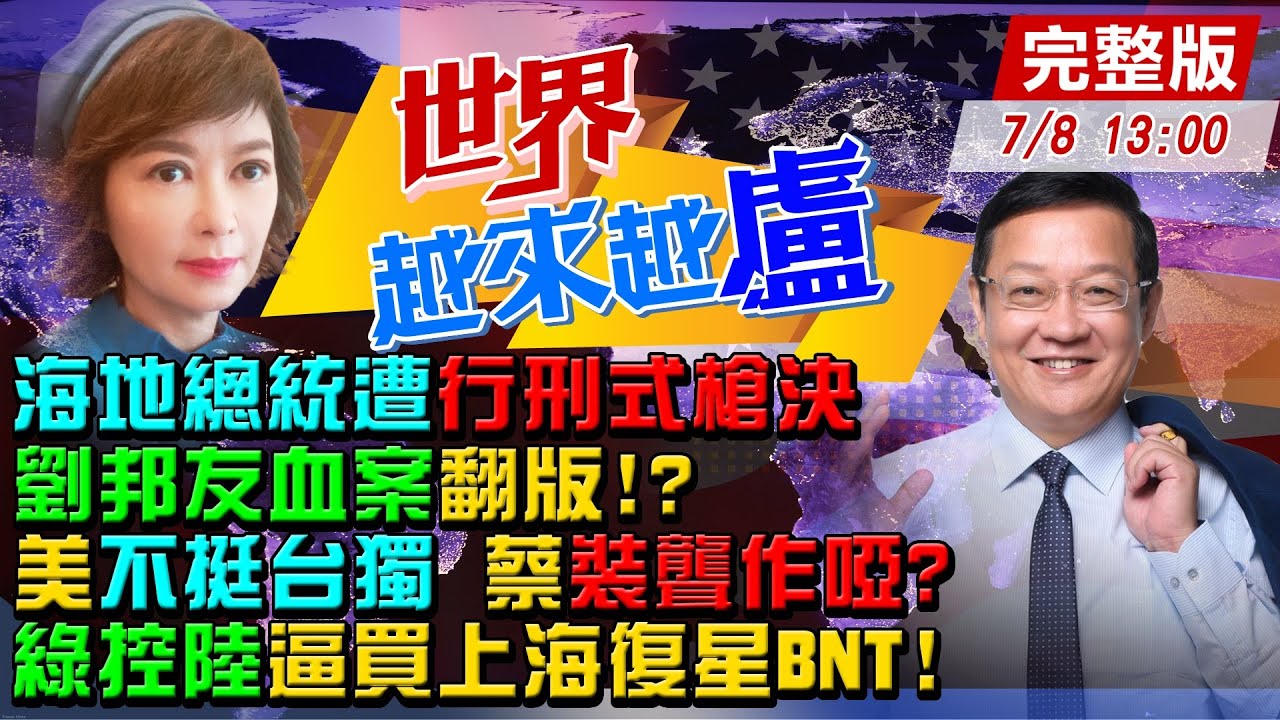 完整版
7/8 13:00
世界
越來越盧
海地總統遭行刑式槍決
劉邦友血案翻版!?
美不挺台獨 蔡裝聾作啞?
綠控陸逼買上海復星BNT!